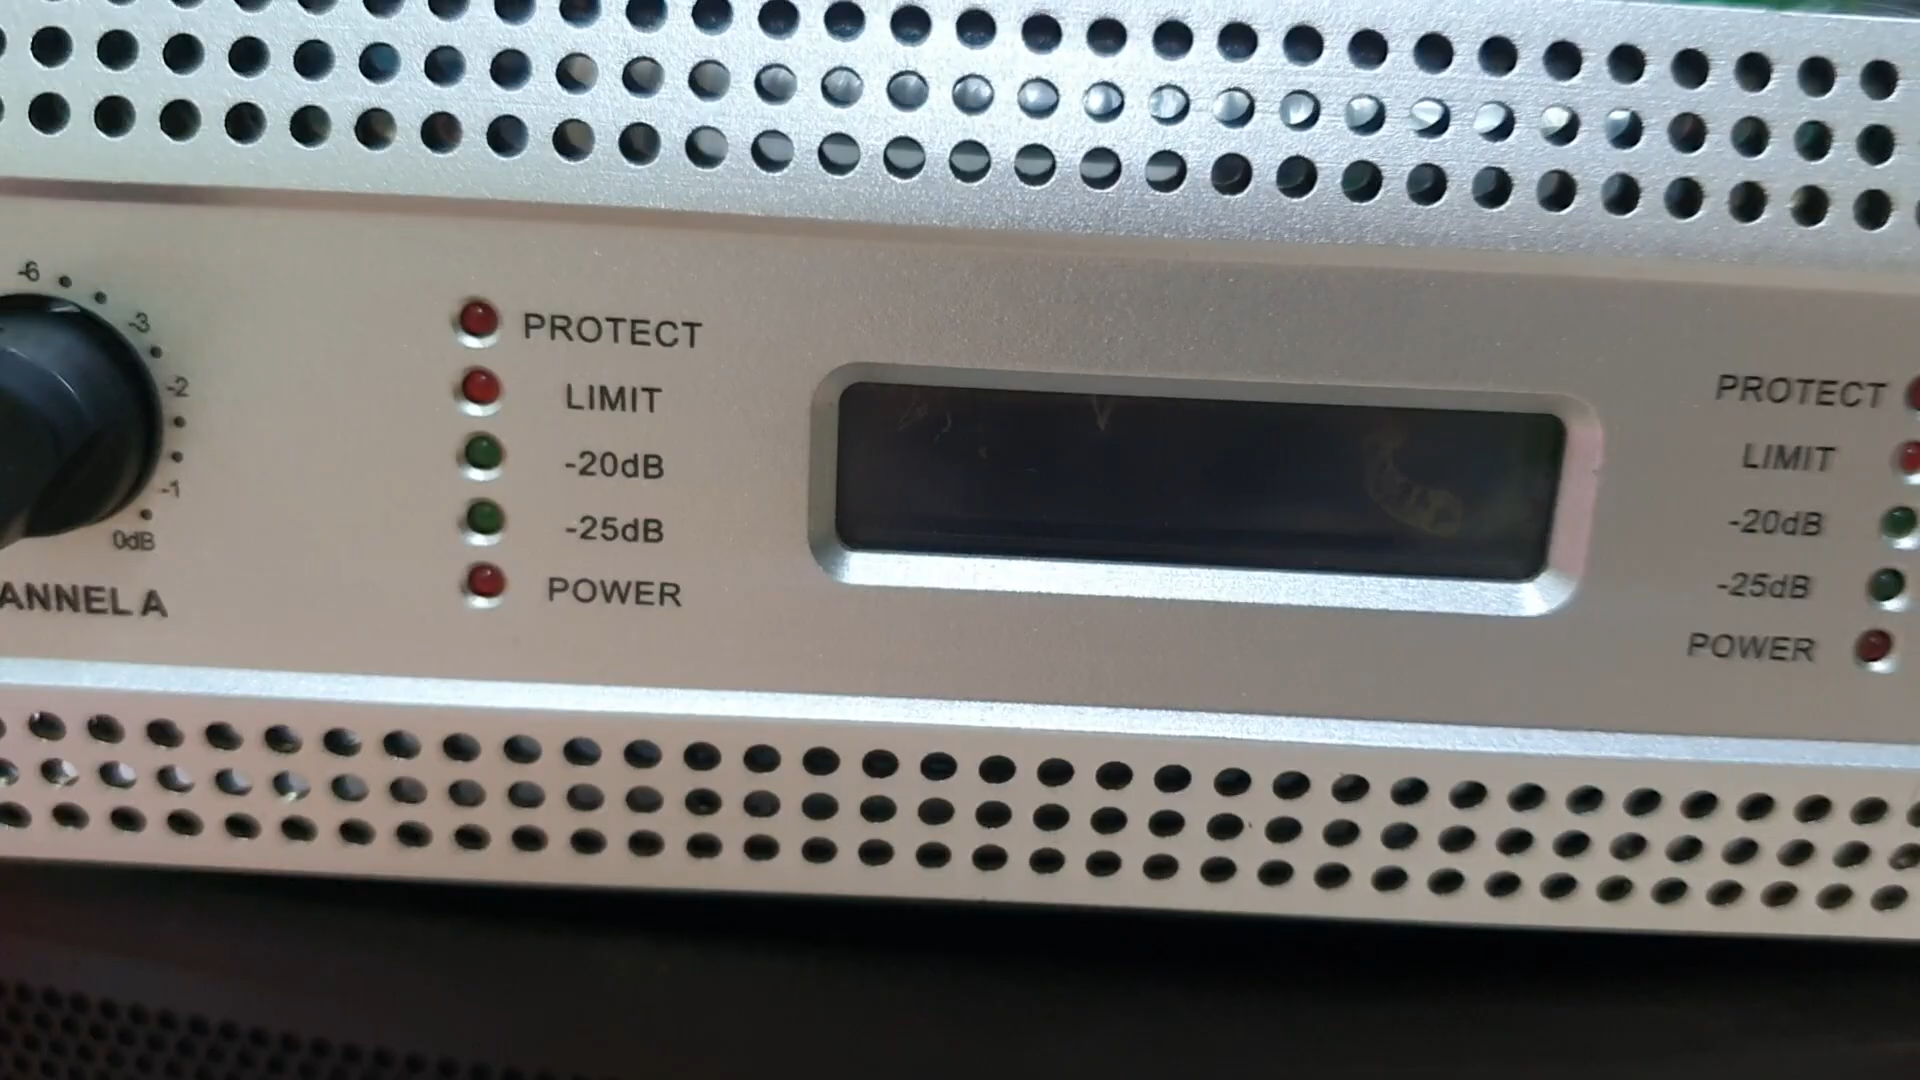 -6
-3
-2
-1
0dB
ANNEL A
PROTECT
LIMIT
-20dB
-25dB
POWER
PROTECT
LIMIT
-20dB
-25dB
POWER